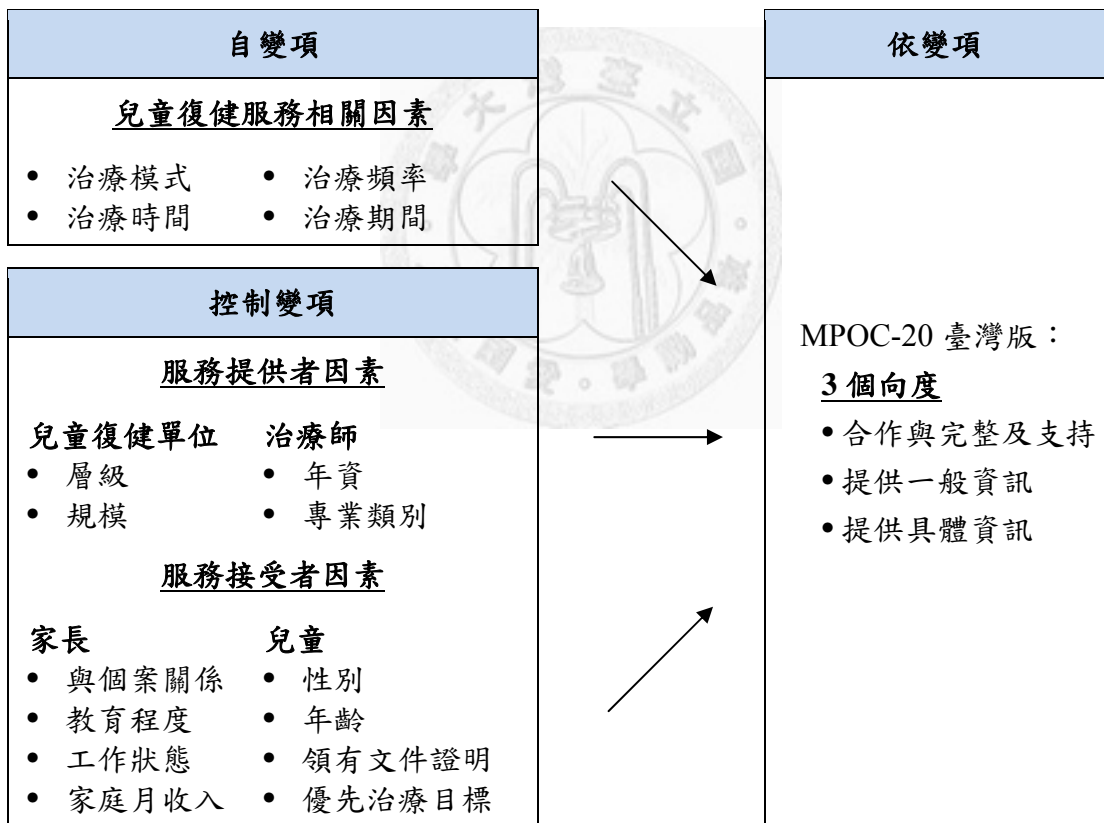 自變項
兒童復健服務相關因素
• 治療模式 • 治療頻率
• 治療時間 • 治療期間
控制變項
服務提供者因素
兒童復健單位 治療師
• 層級 • 年資
• 規模 • 專業類別
服務接受者因素
家長 兒童
• 與個案關係 • 性別
• 教育程度 • 年齡
• 工作狀態 • 領有文件證明
• 家庭月收入 • 優先治療目標
依變項
MPOC-20 臺灣版：
3 個向度
• 合作與完整及支持
• 提供一般資訊
• 提供具體資訊